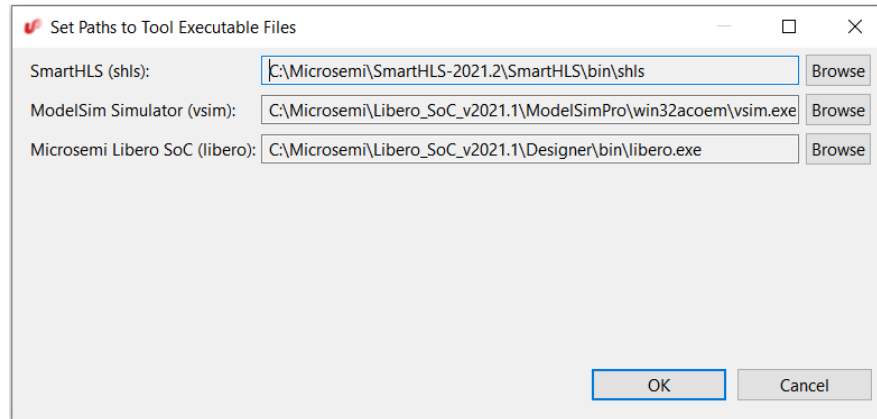 Set Paths to Tool Executable Files
SmartHLS (shls): C:\Microsemi\SmartHLS-2021.2\SmartHLS\bin\shls Browse
ModelSim Simulator (vsim): C:\Microsemi\Libero_SoC_v2021.1\ModelSimPro\win32acoem\vsim.exe Browse
Microsemi Libero SoC (libero): C:\Microsemi\Libero_SoC_v2021.1\Designer\bin\libero.exe Browse
OK Cancel